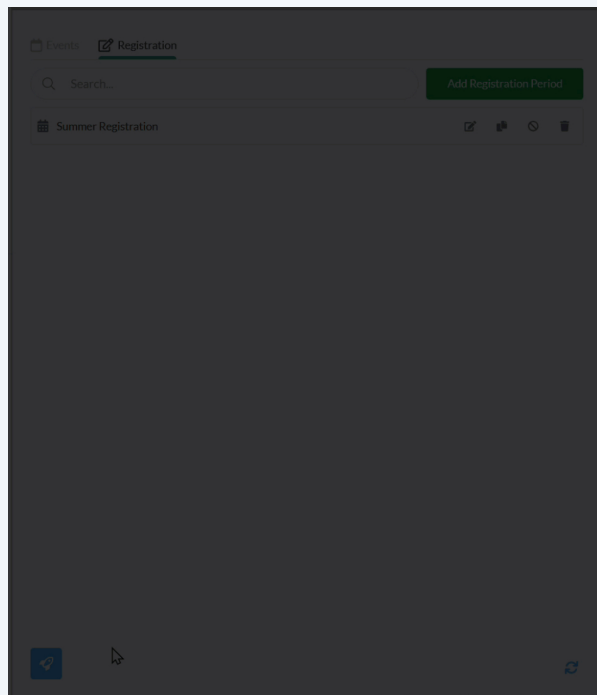 Events
Registration
Search...
Add Registration Period
Summer Registration